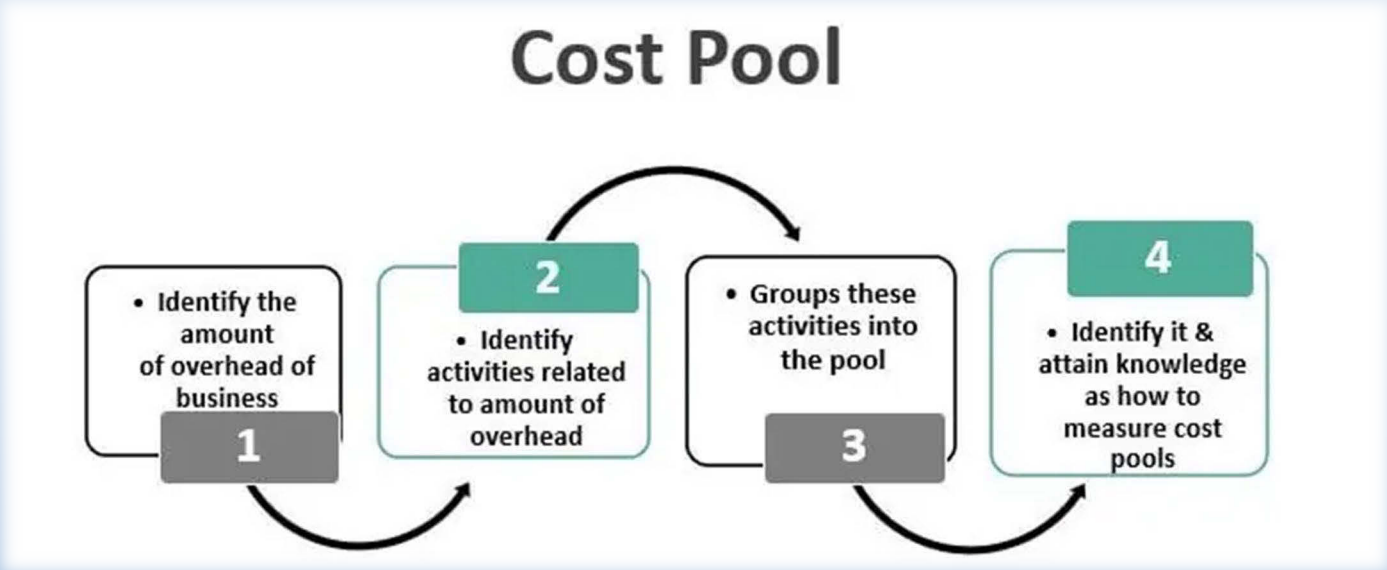 Cost Pool
• Identify the
amount
of overhead of
business
1
2
• Identify
activities related
to amount of
overhead
• Groups these
activities into
the pool
3
4
• Identify it &
attain knowledge
as how to
measure cost
pools